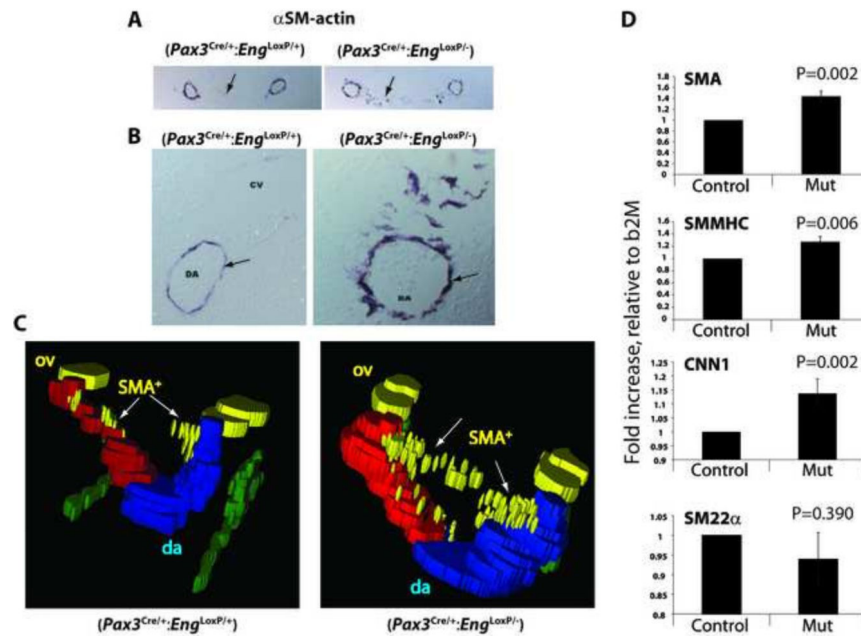 A
αSM-actin
(Pax3Cre/+:EngLoxP/+)
(Pax3Cre/+:EngLoxP/-)
B
(Pax3Cre/+:EngLoxP/+)
(Pax3Cre/+:EngLoxP/-)
CV
DA
DA
C
ov
SMA+
da
(Pax3Cre/+:EngLoxP/+)
ov
SMA+
da
(Pax3Cre/+:EngLoxP/-)
D
Fold increase, relative to b2M
SMA
P=0.002
1.8
1.6
1.4
1.2
1
0.8
0.6
0.4
0.2
0
Control
Mut
SMMHC
P=0.006
1.6
1.4
1.2
1
0.8
0.6
0.4
0.2
0
Control
Mut
CNN1
P=0.002
1.25
1.2
1.15
1.1
1.05
1
0.95
0.9
Control
Mut
SM22α
P=0.390
1.05
1
0.95
0.9
0.85
0.8
Control
Mut